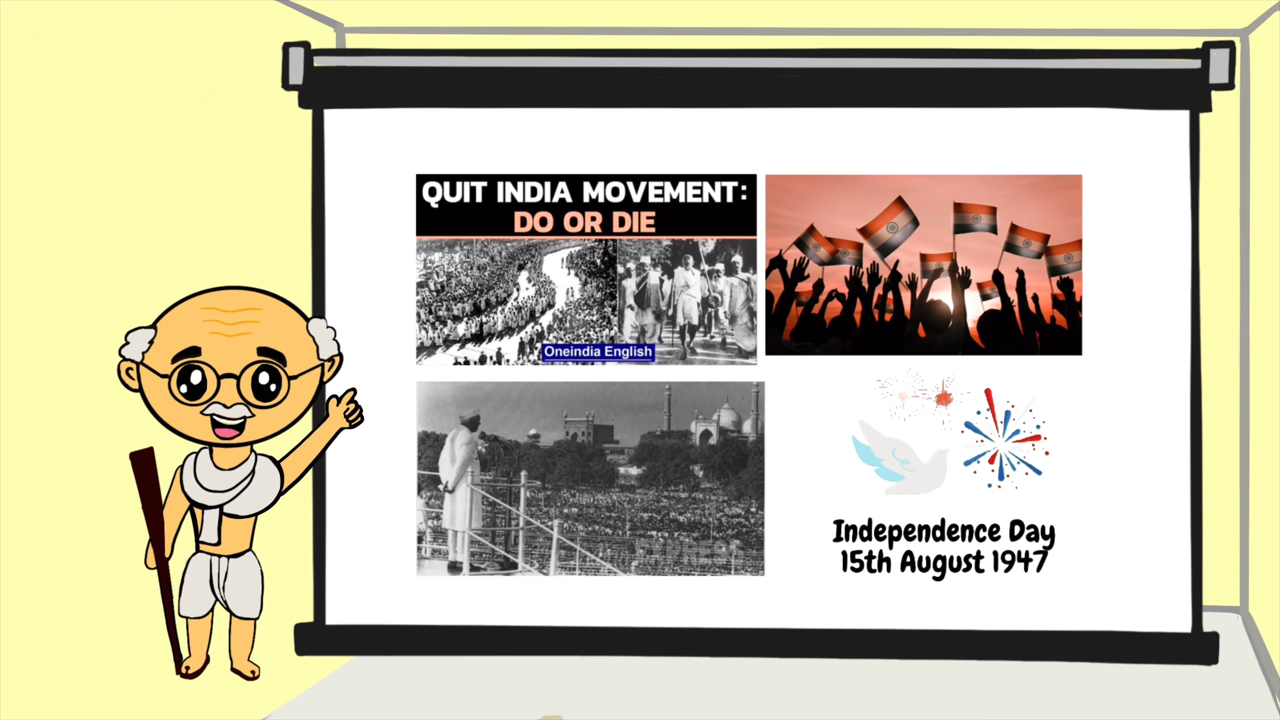 QUIT INDIA MOVEMENT:
DO OR DIE
Oneindia English
Independence Day
15th August 1947